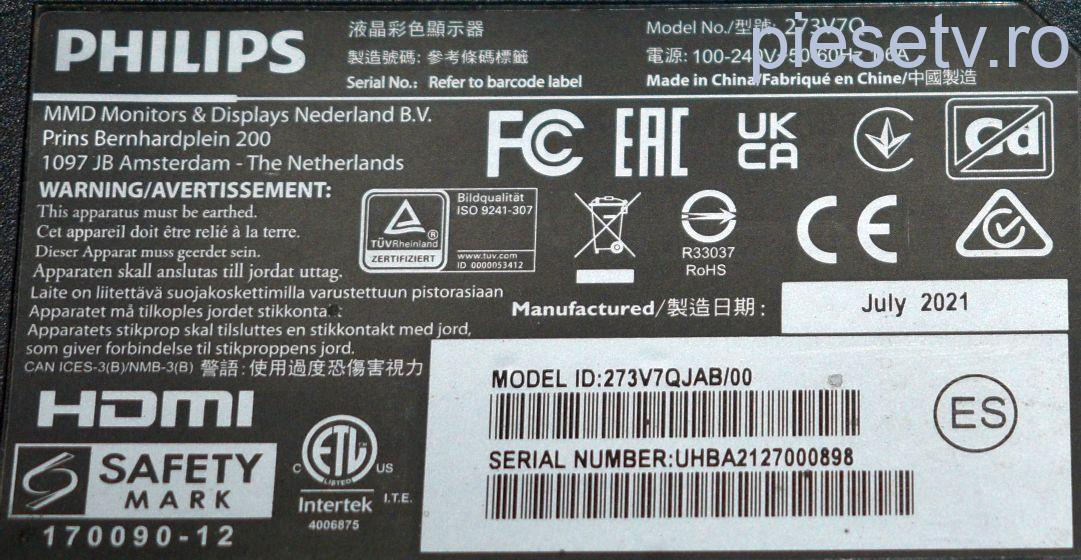 PHILIPS
液晶彩色顯示器
製造號碼: 參考條碼標籤
Serial No.: Refer to barcode label
Model No./型號: 273V7Q
電源: 100-240V~50/60Hz 1.6A
Made in China/Fabriqué en Chine/中國製造
piesetv.ro
MMD Monitors & Displays Nederland B.V.
Prins Bernhardplein 200
1097 JB Amsterdam - The Netherlands
FC
EAC
UK
CA
Cd
WARNING/AVERTISSEMENT:
This apparatus must be earthed.
Cet appareil doit être relié à la terre.
Dieser Apparat muss geerdet sein.
Apparaten skall anslutas till jordat uttag.
Laite on liitettävä suojakoskettimilla varustettuun pistorasiaan
Apparatet må tilkoples jordet stikkontakt
Apparatets stikprop skal tilsluttes en stikkontakt med jord,
som giver forbindelse til stikproppens jord.
CAN ICES-3(B)/NMB-3(B) 警語: 使用過度恐傷害視力
TÜVRheinland
ZERTIFIZIERT
Bildqualität
ISO 9241-307
www.tuv.com
ID 0000053412
R33037
RoHS
CE
Manufactured/製造日期:
July 2021
HDMI
SAFETY
MARK
170090-12
ETL
LISTED
C US
Intertek
I.T.E.
4006875
MODEL ID:273V7QJAB/00
SERIAL NUMBER:UHBA2127000898
ES